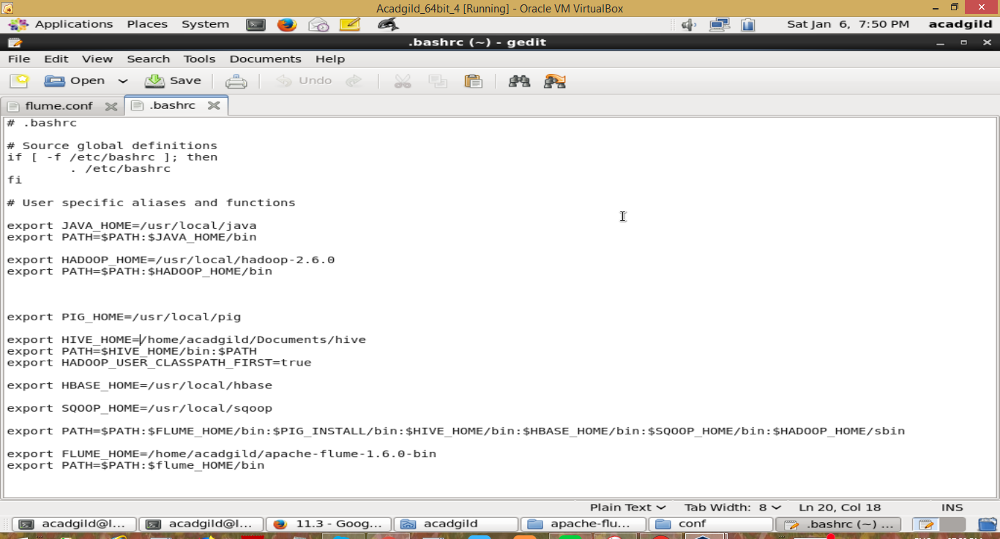 Acadgild_64bit_4 [Running] - Oracle VM VirtualBox
Applications Places System Sat Jan 6, 7:50 PM acadgild
.bashrc (~) - gedit
File Edit View Search Tools Documents Help
Open Save Undo
flume.conf .bashrc
# .bashrc
# Source global definitions
if [ -f /etc/bashrc ]; then
        . /etc/bashrc
fi
# User specific aliases and functions
export JAVA_HOME=/usr/local/java
export PATH=$PATH:$JAVA_HOME/bin
export HADOOP_HOME=/usr/local/hadoop-2.6.0
export PATH=$PATH:$HADOOP_HOME/bin
export PIG_HOME=/usr/local/pig
export HIVE_HOME=/home/acadgild/Documents/hive
export PATH=$HIVE_HOME/bin:$PATH
export HADOOP_USER_CLASSPATH_FIRST=true
export HBASE_HOME=/usr/local/hbase
export SQOOP_HOME=/usr/local/sqoop
export PATH=$PATH:$FLUME_HOME/bin:$PIG_INSTALL/bin:$HIVE_HOME/bin:$HBASE_HOME/bin:$SQOOP_HOME/bin:$HADOOP_HOME/sbin
export FLUME_HOME=/home/acadgild/apache-flume-1.6.0-bin
export PATH=$PATH:$flume_HOME/bin
Plain Text Tab Width: 8 Ln 20, Col 18 INS
acadgild@l... acadgild@l... 11.3 - Goog... acadgild apache-flu... conf .bashrc (~) ...